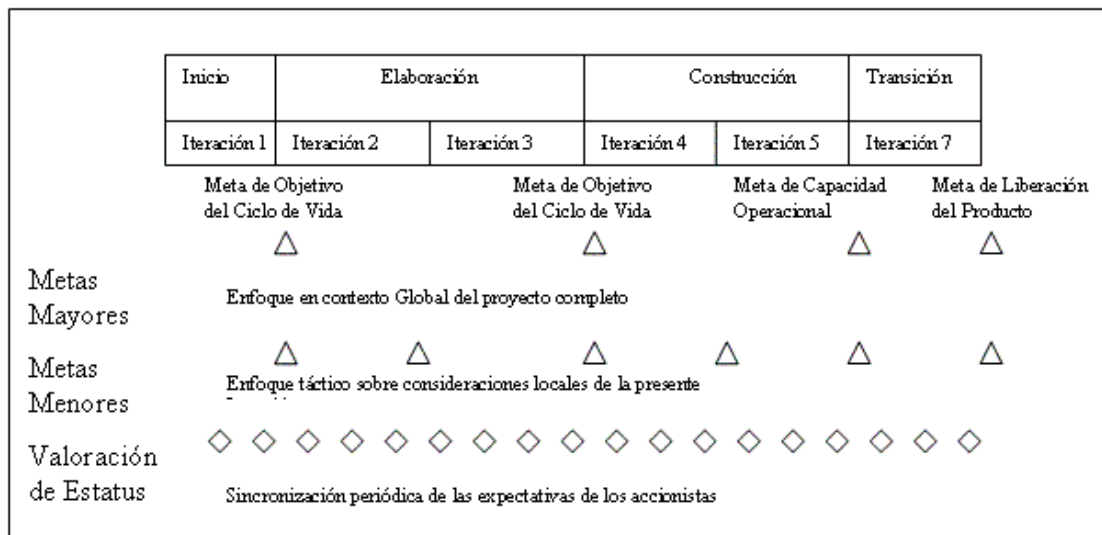 Inicio Elaboración Construcción Transición
Iteración 1 Iteración 2 Iteración 3 Iteración 4 Iteración 5 Iteración 7
Meta de Objetivo Meta de Objetivo Meta de Capacidad Meta de Liberación
del Ciclo de Vida del Ciclo de Vida Operacional del Producto
Metas
Mayores
Enfoque en contexto Global del proyecto completo
Metas
Menores
Enfoque táctico sobre consideraciones locales de la presente
Valoración
de Estatus
Sincronización periódica de las expectativas de los accionistas